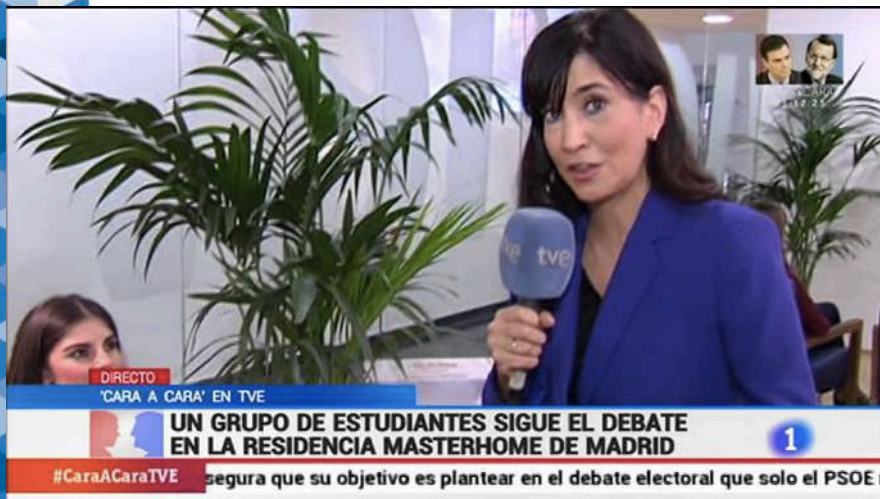 CARA
tve
DIRECTO
'CARA A CARA' EN TVE
UN GRUPO DE ESTUDIANTES SIGUE EL DEBATE
EN LA RESIDENCIA MASTERHOME DE MADRID
1
#CaraACaraTVE segura que su objetivo es plantear en el debate electoral que solo el PSOE